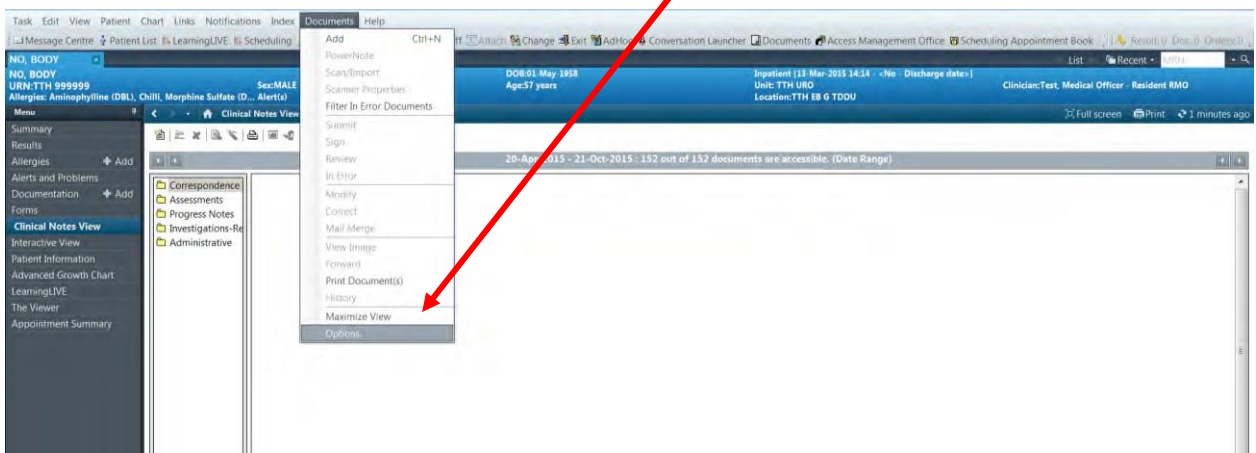 Task Edit View Patient Chart Links Notifications Index Documents Help
Message Centre Patient List LearningLIVE Scheduling Attach Change Exit AdHoc Conversation Launcher Documents Access Management Office Scheduling Appointment Book
NO, BODY List Recent MRN
NO, BODY DOB:01-May-1958 Inpatient [13-Mar-2015 14:14 - <No - Discharge date>]
URN:TTH 999999 Sex:MALE Age:57 years Unit: TTH URO Clinician:Test, Medical Officer - Resident RMO
Allergies: Aminophylline (DBL), Chilli, Morphine Sulfate (D... Alert(s) Location:TTH EB G TDDU
Menu Clinical Notes View Full screen Print 1 minutes ago
20-Apr-2015 - 21-Oct-2015 : 152 out of 152 documents are accessible. (Date Range)
Summary
Results
Allergies Add
Alerts and Problems
Documentation Add
Forms
Clinical Notes View
Interactive View
Patient Information
Advanced Growth Chart
LearningLIVE
The Viewer
Appointment Summary
Correspondence
Assessments
Progress Notes
Investigations-Re
Administrative
Add Ctrl+N
PowerNote
Scan/Import
Scanner Properties
Filter In Error Documents
Submit
Sign
Review
In Error
Modify
Correct
Mail Merge
View Image
Forward
Print Document(s)
History
Maximize View
Options